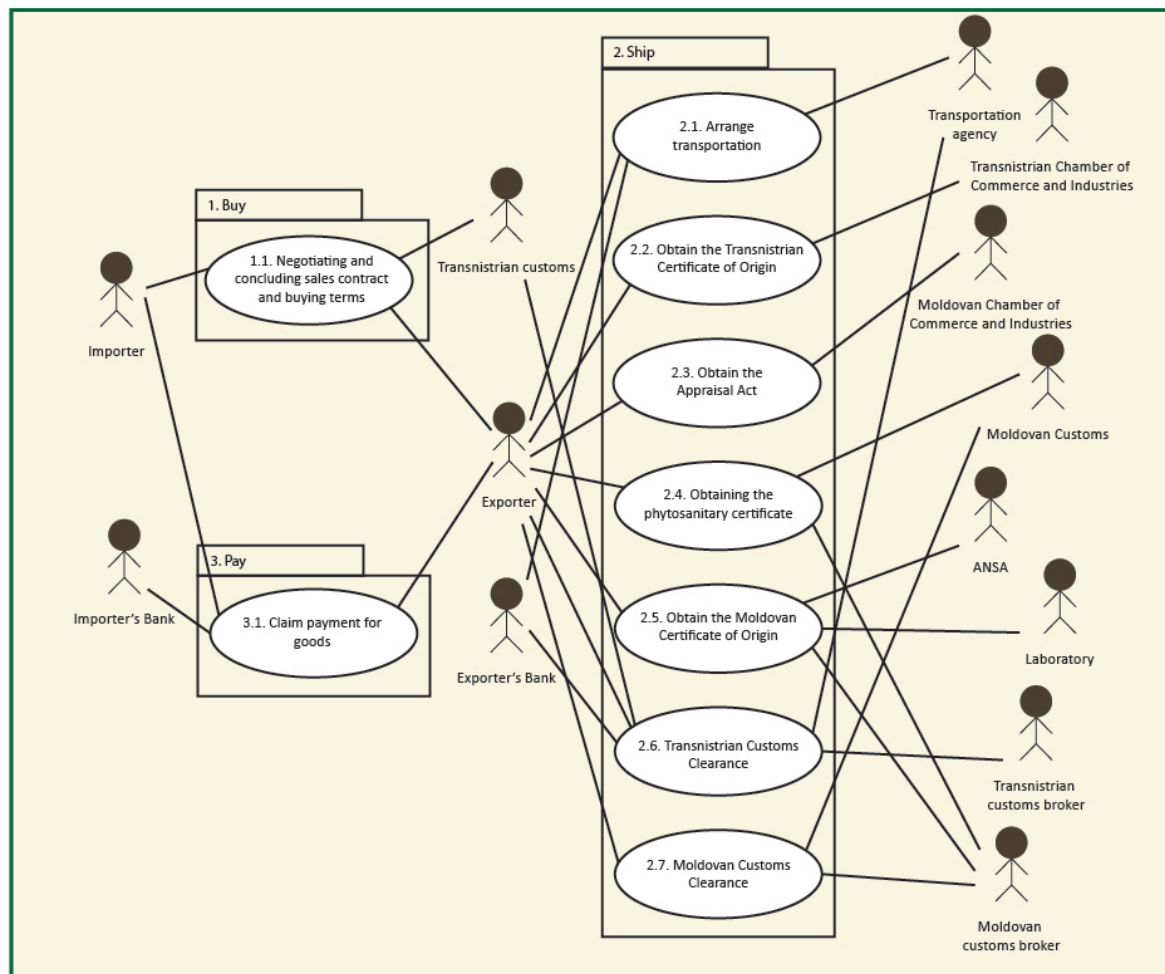 2. Ship
Transportation
agency
2.1. Arrange
transportation
Transnistrian Chamber of
Commerce and Industries
1. Buy
1.1. Negotiating and
concluding sales contract
and buying terms
Transnistrian customs
2.2. Obtain the Transnistrian
Certificate of Origin
Moldovan Chamber of
Commerce and Industries
Importer
2.3. Obtain the
Appraisal Act
Moldovan Customs
Exporter
2.4. Obtaining the
phytosanitary certificate
3. Pay
ANSA
Importer's Bank
3.1. Claim payment for
goods
2.5. Obtain the Moldovan
Certificate of Origin
Exporter's Bank
Laboratory
2.6. Transnistrian Customs
Clearance
Transnistrian
customs broker
2.7. Moldovan Customs
Clearance
Moldovan
customs broker